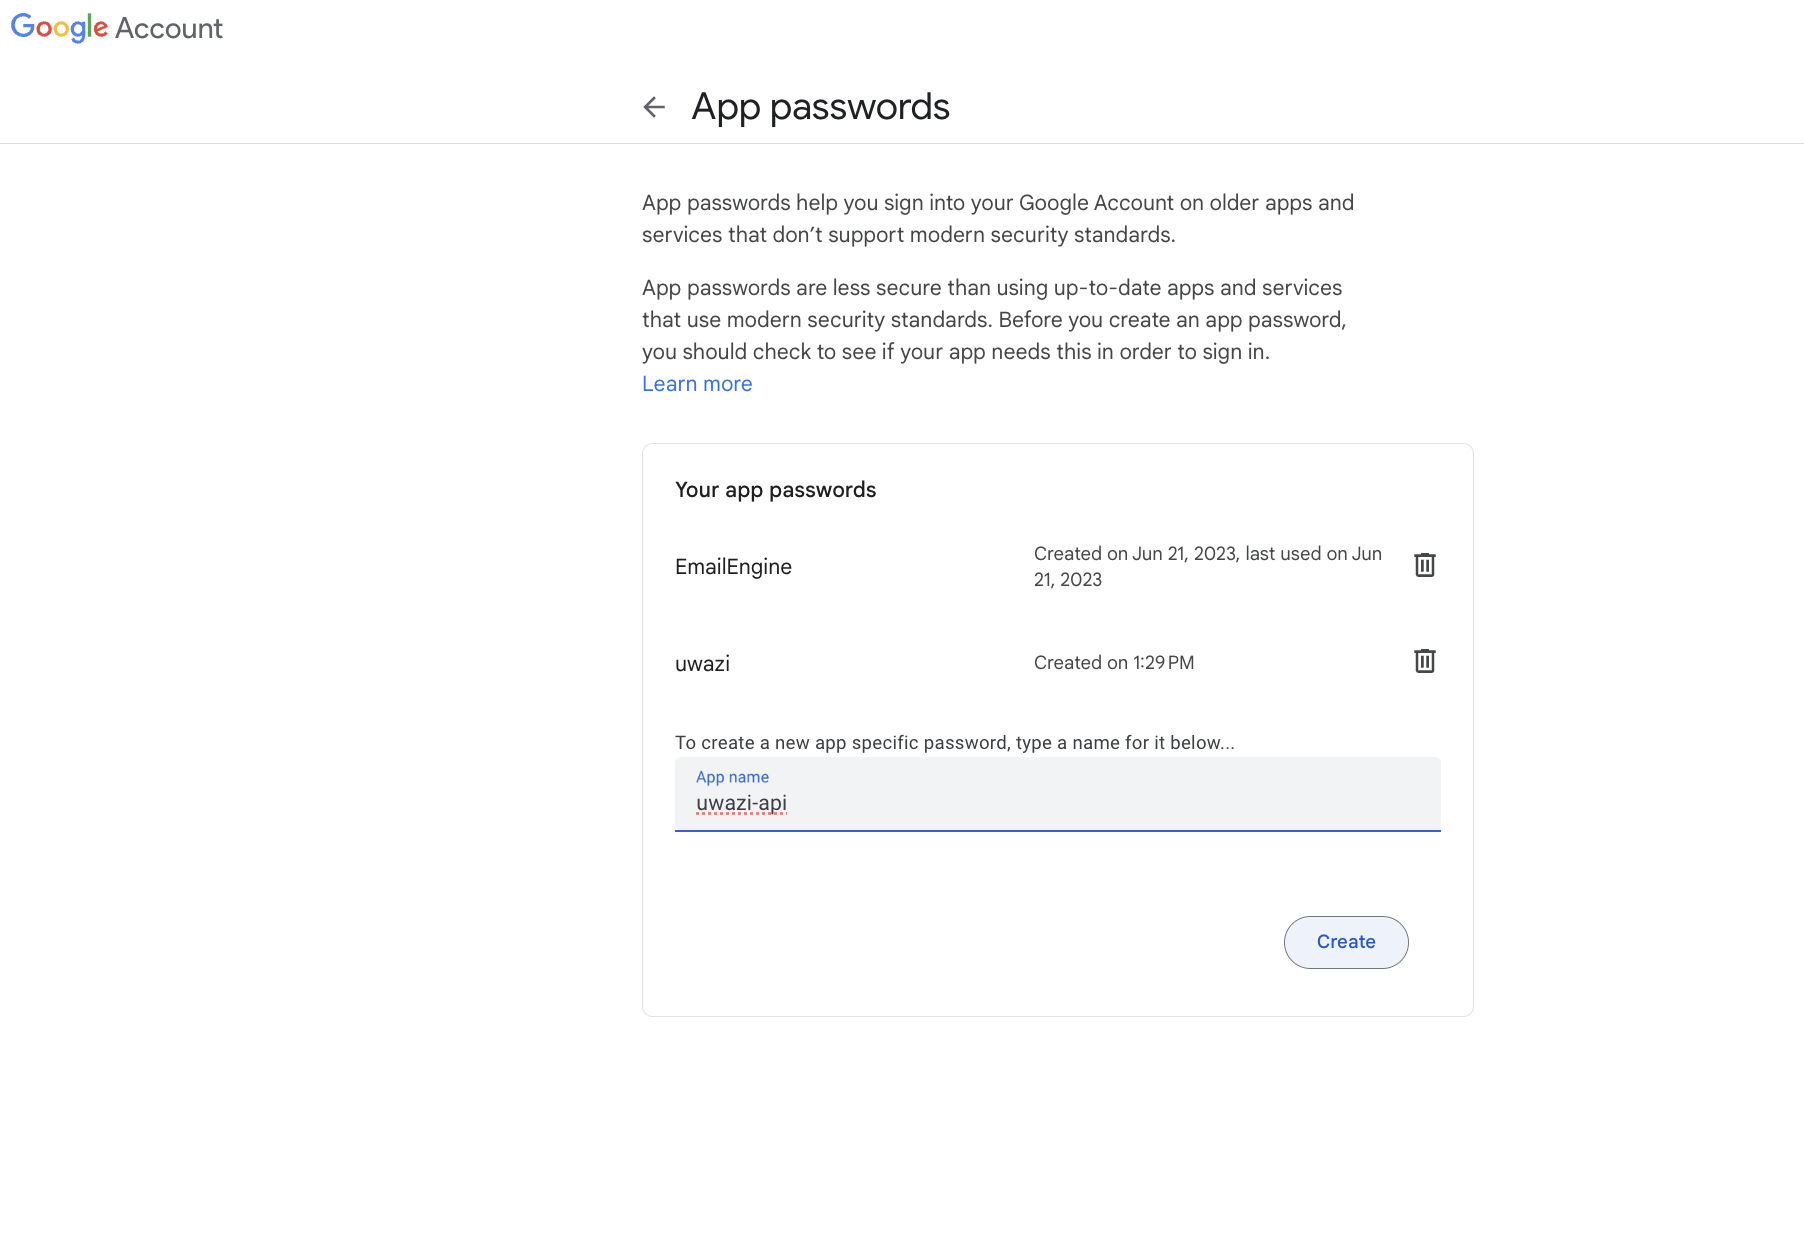 Google Account
App passwords
App passwords help you sign into your Google Account on older apps and
services that don’t support modern security standards.
App passwords are less secure than using up-to-date apps and services
that use modern security standards. Before you create an app password,
you should check to see if your app needs this in order to sign in.
Learn more
Your app passwords
EmailEngine
Created on Jun 21, 2023, last used on Jun
21, 2023
uwazi
Created on 1:29 PM
To create a new app specific password, type a name for it below...
App name
uwazi-api
Create